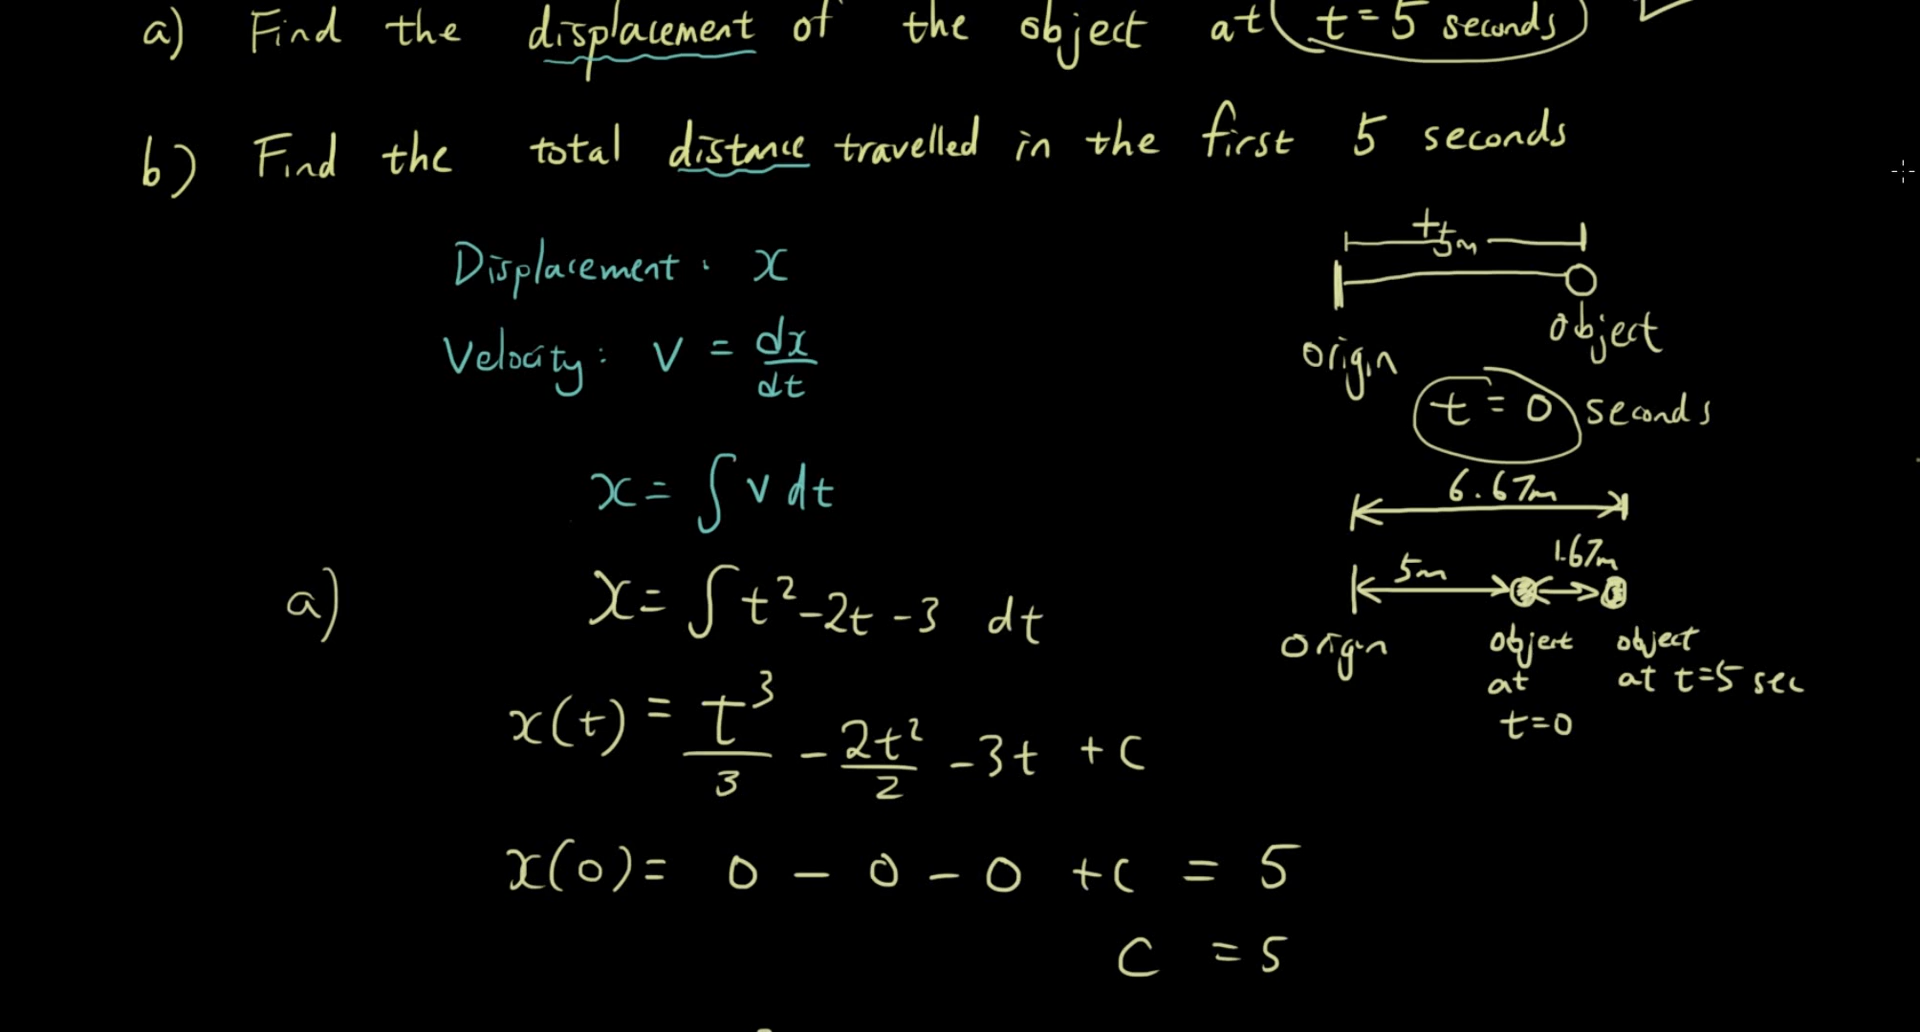 a) Find the displacement of the object at t = 5 seconds
b) Find the total distance travelled in the first 5 seconds
Displacement : x
Velocity : v = dx/dt
x = ∫ v dt
a) x = ∫ t² - 2t - 3 dt
x(t) = t³/3 - 2t²/2 - 3t + C
x(0) = 0 - 0 - 0 + C = 5
C = 5
+5m
origin
object
t = 0 seconds
6.67m
5m
1.67m
origin
object at t=0
object at t=5 sec